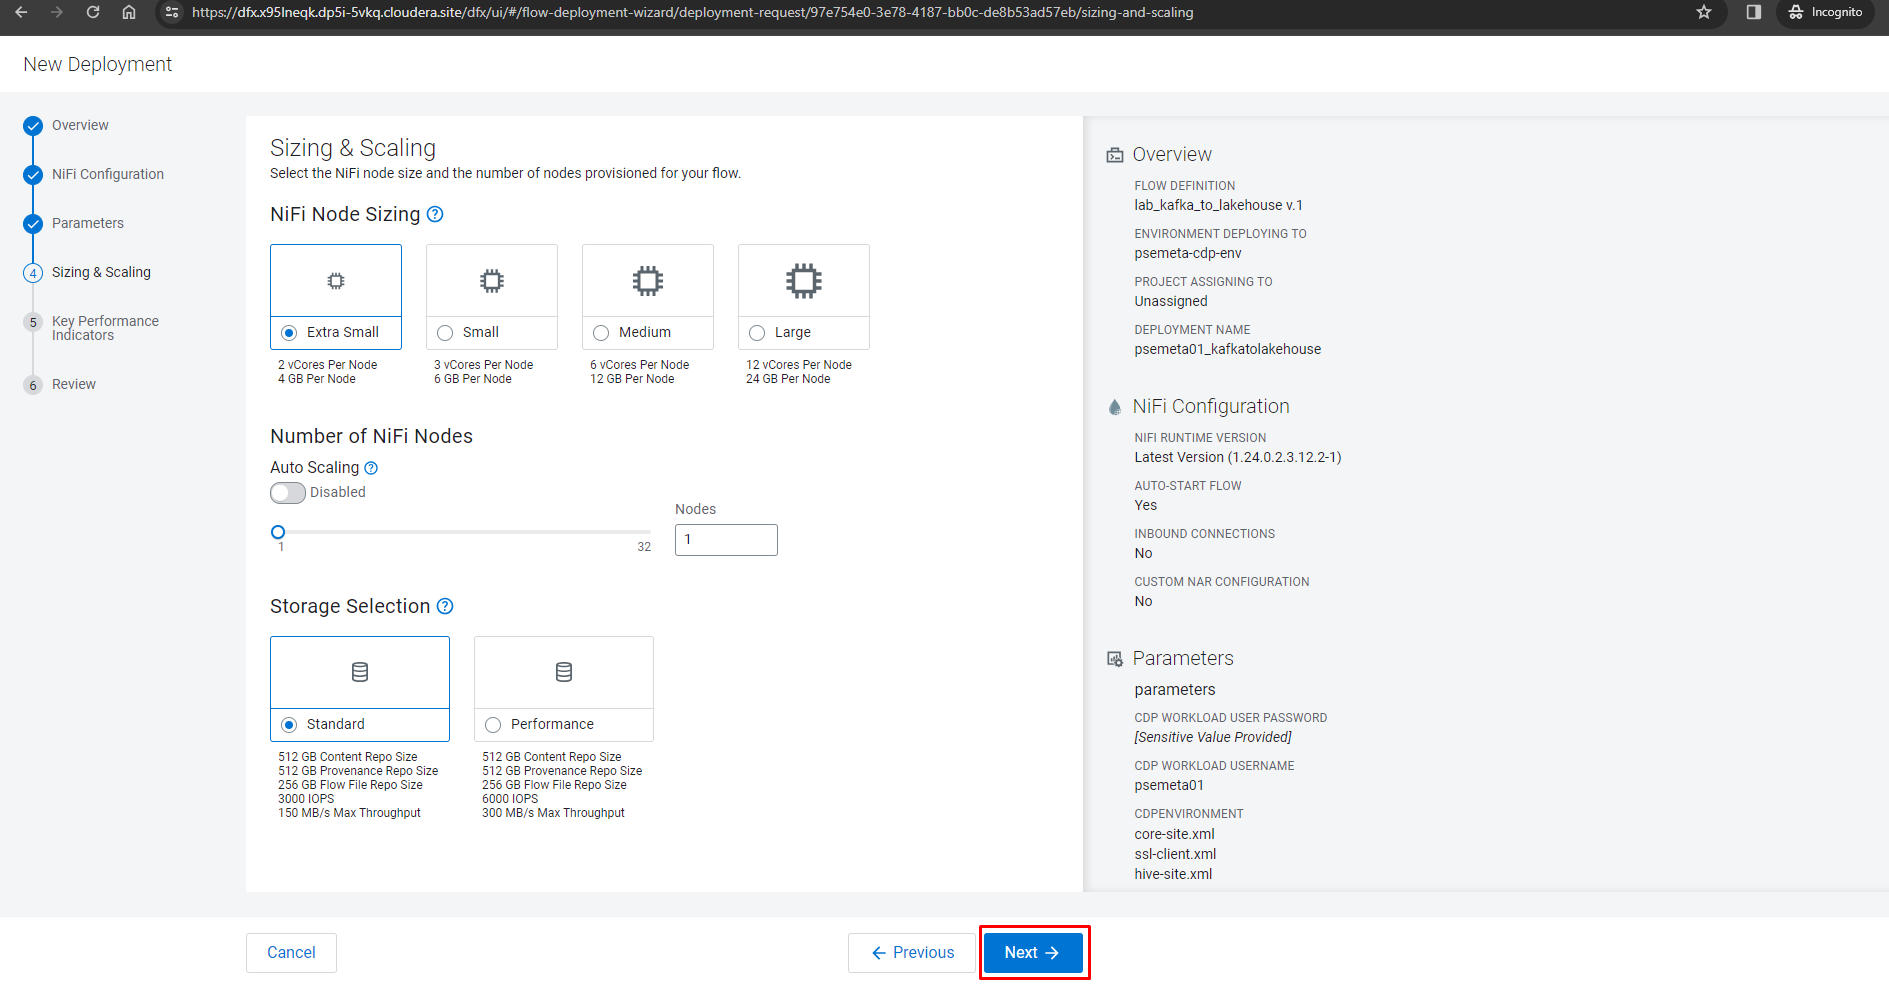 https://dfx.x95lneqk.dp5i-5vkq.cloudera.site/dfx/ui/#/flow-deployment-wizard/deployment-request/97e754e0-3e78-4187-bb0c-de8b53ad57eb/sizing-and-scaling
Incognito
New Deployment
Overview
NiFi Configuration
Parameters
4 Sizing & Scaling
5 Key Performance
Indicators
6 Review
Sizing & Scaling
Select the NiFi node size and the number of nodes provisioned for your flow.
NiFi Node Sizing ?
Extra Small
2 vCores Per Node
4 GB Per Node
Small
3 vCores Per Node
6 GB Per Node
Medium
6 vCores Per Node
12 GB Per Node
Large
12 vCores Per Node
24 GB Per Node
Number of NiFi Nodes
Auto Scaling ?
Disabled
1
32
Nodes
1
Storage Selection ?
Standard
512 GB Content Repo Size
512 GB Provenance Repo Size
256 GB Flow File Repo Size
3000 IOPS
150 MB/s Max Throughput
Performance
512 GB Content Repo Size
512 GB Provenance Repo Size
256 GB Flow File Repo Size
6000 IOPS
300 MB/s Max Throughput
Overview
FLOW DEFINITION
lab_kafka_to_lakehouse v.1
ENVIRONMENT DEPLOYING TO
psemeta-cdp-env
PROJECT ASSIGNING TO
Unassigned
DEPLOYMENT NAME
psemeta01_kafkatolakehouse
NiFi Configuration
NIFI RUNTIME VERSION
Latest Version (1.24.0.2.3.12.2-1)
AUTO-START FLOW
Yes
INBOUND CONNECTIONS
No
CUSTOM NAR CONFIGURATION
No
Parameters
parameters
CDP WORKLOAD USER PASSWORD
[Sensitive Value Provided]
CDP WORKLOAD USERNAME
psemeta01
CDPENVIRONMENT
core-site.xml
ssl-client.xml
hive-site.xml
Cancel
← Previous
Next →